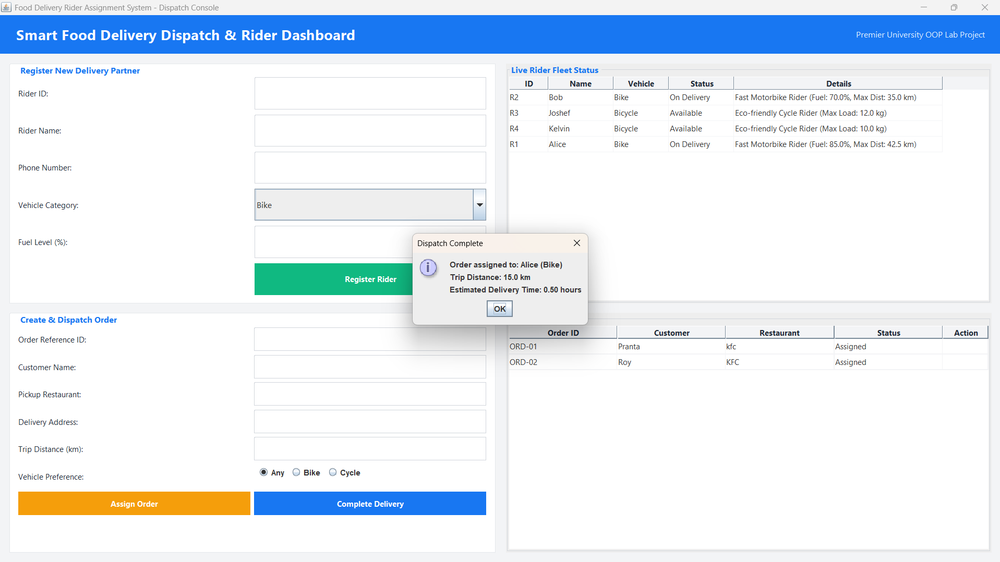 Food Delivery Rider Assignment System - Dispatch Console
Smart Food Delivery Dispatch & Rider Dashboard
Premier University OOP Lab Project
Register New Delivery Partner
Rider ID:
Rider Name:
Phone Number:
Vehicle Category:
Bike
Fuel Level (%):
Register Rider
Live Rider Fleet Status
ID Name Vehicle Status Details
R2 Bob Bike On Delivery Fast Motorbike Rider (Fuel: 70.0%, Max Dist: 35.0 km)
R3 Joshef Bicycle Available Eco-friendly Cycle Rider (Max Load: 12.0 kg)
R4 Kelvin Bicycle Available Eco-friendly Cycle Rider (Max Load: 10.0 kg)
R1 Alice Bike On Delivery Fast Motorbike Rider (Fuel: 85.0%, Max Dist: 42.5 km)
Dispatch Complete
i
Order assigned to: Alice (Bike)
Trip Distance: 15.0 km
Estimated Delivery Time: 0.50 hours
OK
Create & Dispatch Order
Order Reference ID:
Customer Name:
Pickup Restaurant:
Delivery Address:
Trip Distance (km):
Vehicle Preference:
Any Bike Cycle
Assign Order
Complete Delivery
Order ID Customer Restaurant Status Action
ORD-01 Pranta kfc Assigned
ORD-02 Roy KFC Assigned